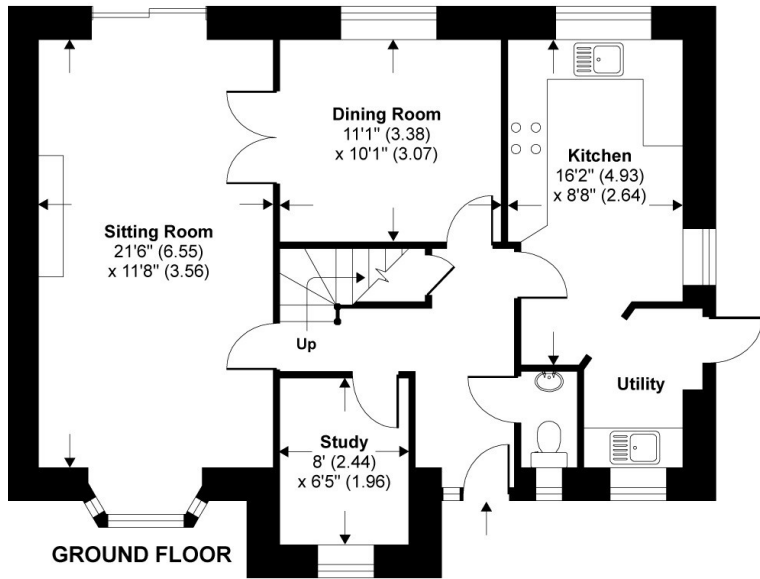 Dining Room
11'1" (3.38)
x 10'1" (3.07)
Kitchen
16'2" (4.93)
x 8'8" (2.64)
Sitting Room
21'6" (6.55)
x 11'8" (3.56)
Up
Utility
Study
8' (2.44)
x 6'5" (1.96)
GROUND FLOOR